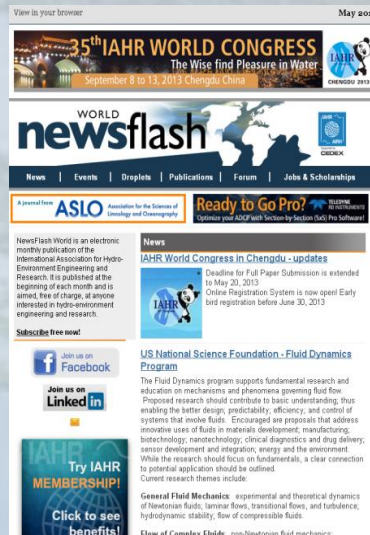 View in your browser
May 201
35th IAHR WORLD CONGRESS
The Wise find Pleasure in Water
September 8 to 13, 2013 Chengdu China
IAHR
CHENGDU 2013
WORLD
newsflash
IAHR
AIRH
CEDEX
News | Events | Droplets | Publications | Forum | Jobs & Scholarships
A journal from ASLO Association for the Sciences of Limnology and Oceanography
Ready to Go Pro? TELEDYNE RD INSTRUMENTS
Optimize your ADCP with Section-by-Section (SxS) Pro Software!
NewsFlash World is an electronic
monthly publication of the
International Association for Hydro-
Environment Engineering and
Research. It is published at the
beginning of each month and is
aimed, free of charge, at anyone
interested in hydro-environment
engineering and research.
Subscribe free now!
Join us on
Facebook
Join us on
Linked in
IAHR
Try IAHR
MEMBERSHIP!
Click to see
benefits!
News
IAHR World Congress in Chengdu - updates
IAHR
Deadline for Full Paper Submission is extended
to May 20, 2013
Online Registration System is now open! Early
bird registration before June 30, 2013
US National Science Foundation - Fluid Dynamics
Program
The Fluid Dynamics program supports fundamental research and
education on mechanisms and phenomena governing fluid flow.
Proposed research should contribute to basic understanding; thus
enabling the better design; predictability; efficiency; and control of
systems that involve fluids. Encouraged are proposals that address
innovative uses of fluids in materials development; manufacturing;
biotechnology; nanotechnology; clinical diagnostics and drug delivery;
sensor development and integration; energy and the environment.
While the research should focus on fundamentals, a clear connection
to potential application should be outlined.
Current research themes include:
General Fluid Mechanics: experimental and theoretical dynamics
of Newtonian fluids; laminar flows, transitional flows, and turbulence;
hydrodynamic stability; flow of compressible fluids.
Flow of Complex Fluids: non-Newtonian fluid mechanics;